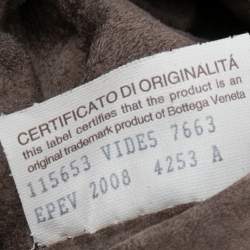 CERTIFICATO DI ORIGINALITÁ
this label certifies that the product is an
original trademark product of Bottega Veneta
115653 VIDES 7663
EPEV 2008 4253 A